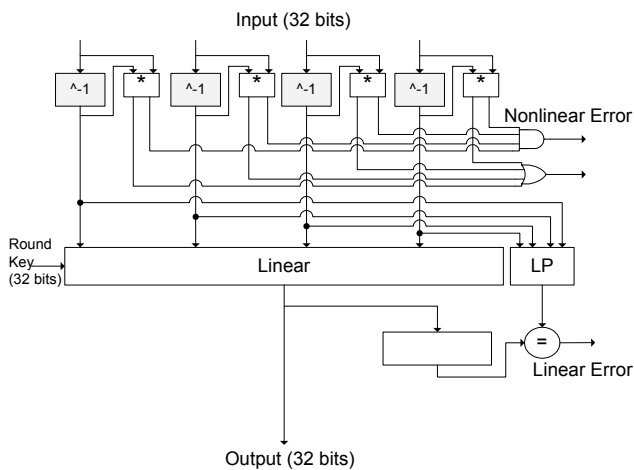 Input (32 bits)
^-1
*
^-1
*
^-1
*
^-1
*
Nonlinear Error
Round
Key
(32 bits)
Linear
LP
=
Linear Error
Output (32 bits)